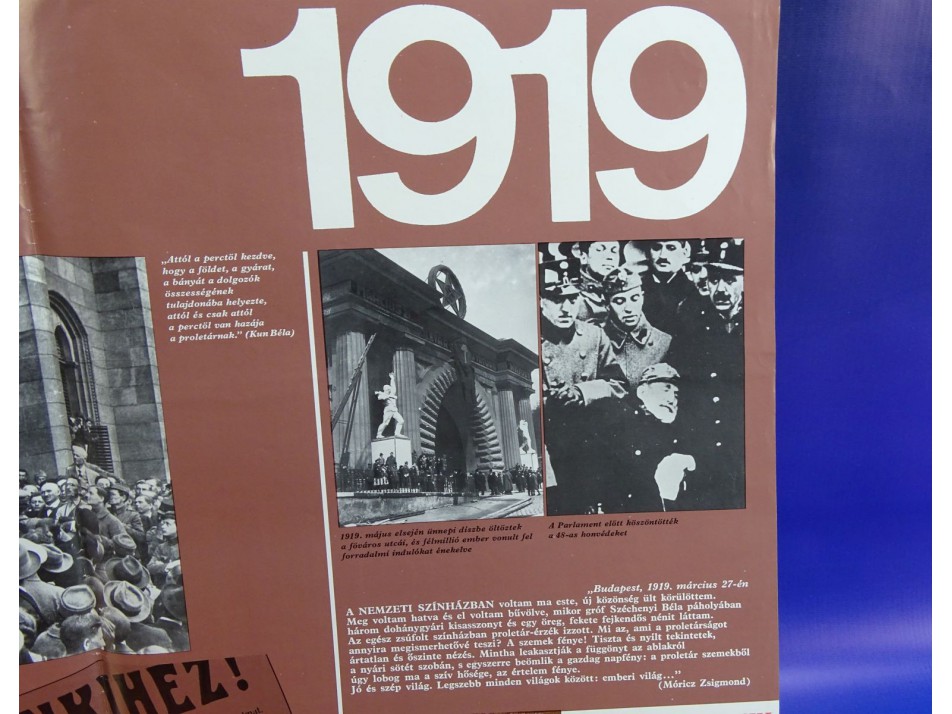 1919
„Attól a perctől kezdve,
hogy a földet, a gyárat,
a bányát a dolgozók
összességének
tulajdonába helyezte,
attól és csak attól
a perctől van hazája
a proletárnak.” (Kun Béla)
1919. május elsején ünnepi díszbe öltöztek
a főváros utcái, és félmillió ember vonult fel
forradalmi indulókat énekelve
A Parlament előtt köszöntötték
a 48-as honvédeket
„Budapest, 1919. március 27-én
A NEMZETI SZÍNHÁZBAN voltam ma este, új közönség ült körülöttem.
Meg voltam hatva és el voltam bűvölve, mikor gróf Széchenyi Béla páholyában
három dohánygyári kisasszonyt és egy öreg, fekete fejkendős nénit láttam.
Az egész zsúfolt színházban proletár-érzék izzott. Mi az, ami a proletárságot
annyira megismerhetővé teszi? A szemek fénye! Tiszta és nyílt tekintetek,
ártatlan és őszinte nézés. Mintha leakasztják a függönyt az ablakról
a nyári sötét szobán, s egyszerre beömlik a gazdag napfény: a proletár szemekből
úgy lobog ma a szív hősége, az értelem fénye.
Jó és szép világ. Legszebb minden világok között: emberi világ...”
(Móricz Zsigmond)
HEZ!